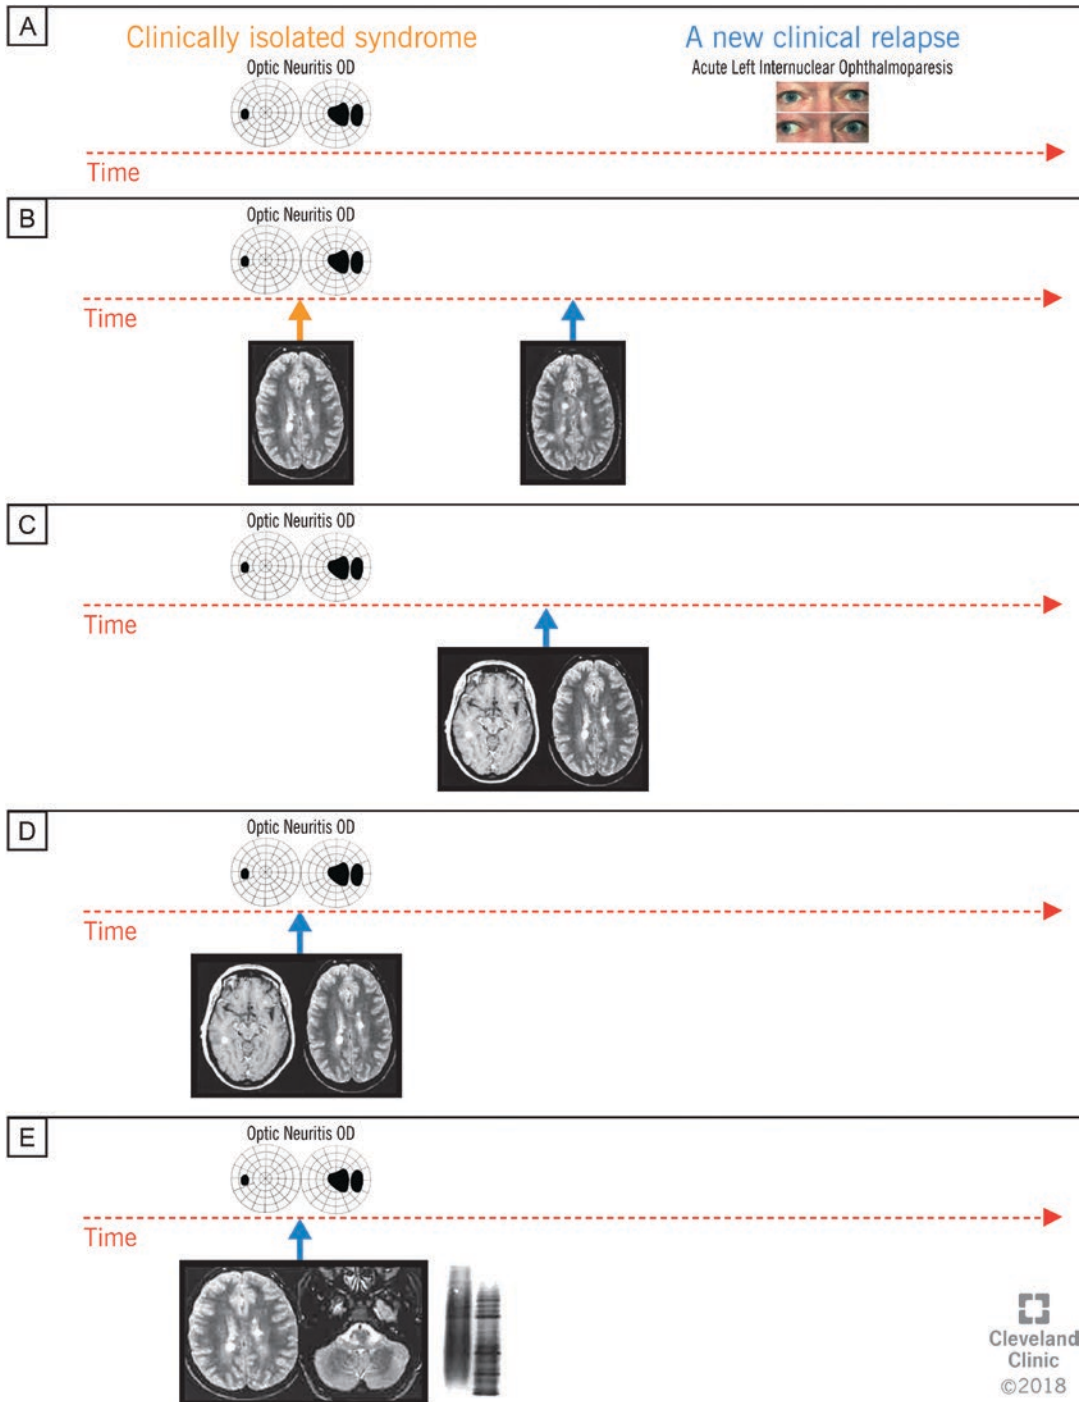 A
Clinically isolated syndrome
Optic Neuritis OD
A new clinical relapse
Acute Left Internuclear Ophthalmoparesis
Time
B
Optic Neuritis OD
Time
C
Optic Neuritis OD
Time
D
Optic Neuritis OD
Time
E
Optic Neuritis OD
Time
Cleveland
Clinic
©2018